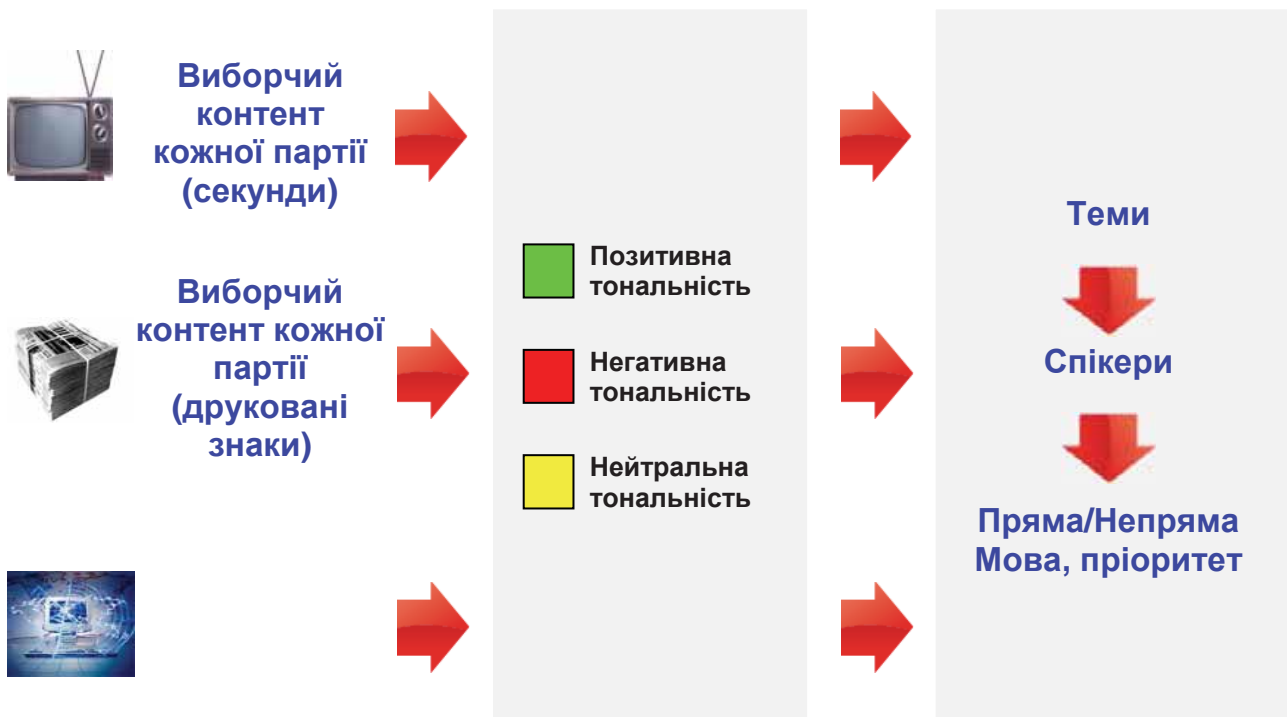 Виборчий
контент
кожної партії
(секунди)
Виборчий
контент кожної
партії
(друковані
знаки)
Позитивна
тональність
Негативна
тональність
Нейтральна
тональність
Теми
Спікери
Пряма/Непряма
Мова, пріоритет